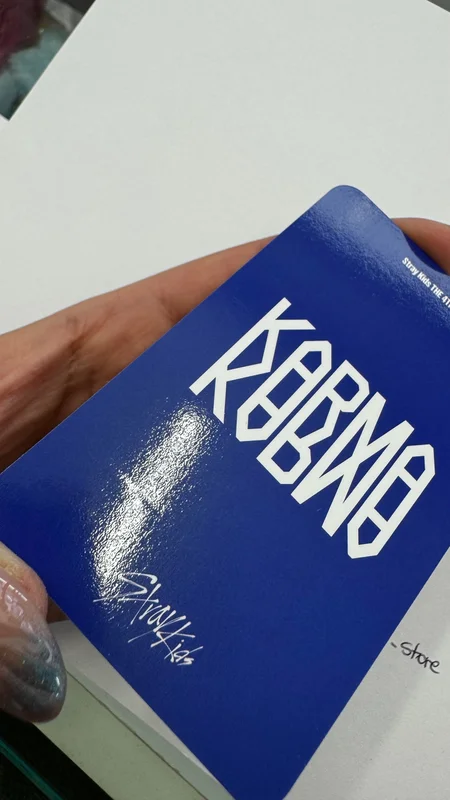 Stray Kids THE 4T
KARMA
Stray Kids
-store